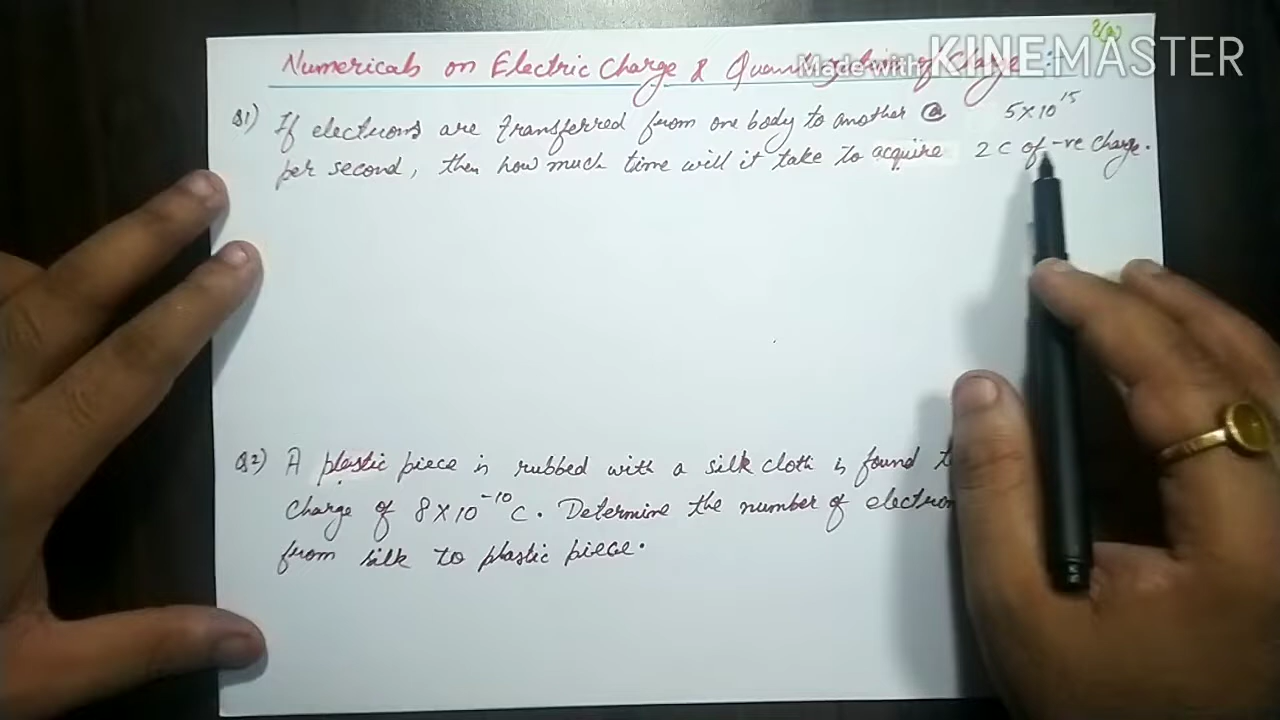 Numericals on Electric Charge & Quantization of Charge :-
Made with KINEMASTER
Q1) If electrons are transferred from one body to another @ 5×10¹⁵
per second, then how much time will it take to acquire 2 C of -ve charge.
Q2) A plastic piece is rubbed with a silk cloth is found
charge of 8×10⁻¹⁰ C. Determine the number of electron
from silk to plastic piece.